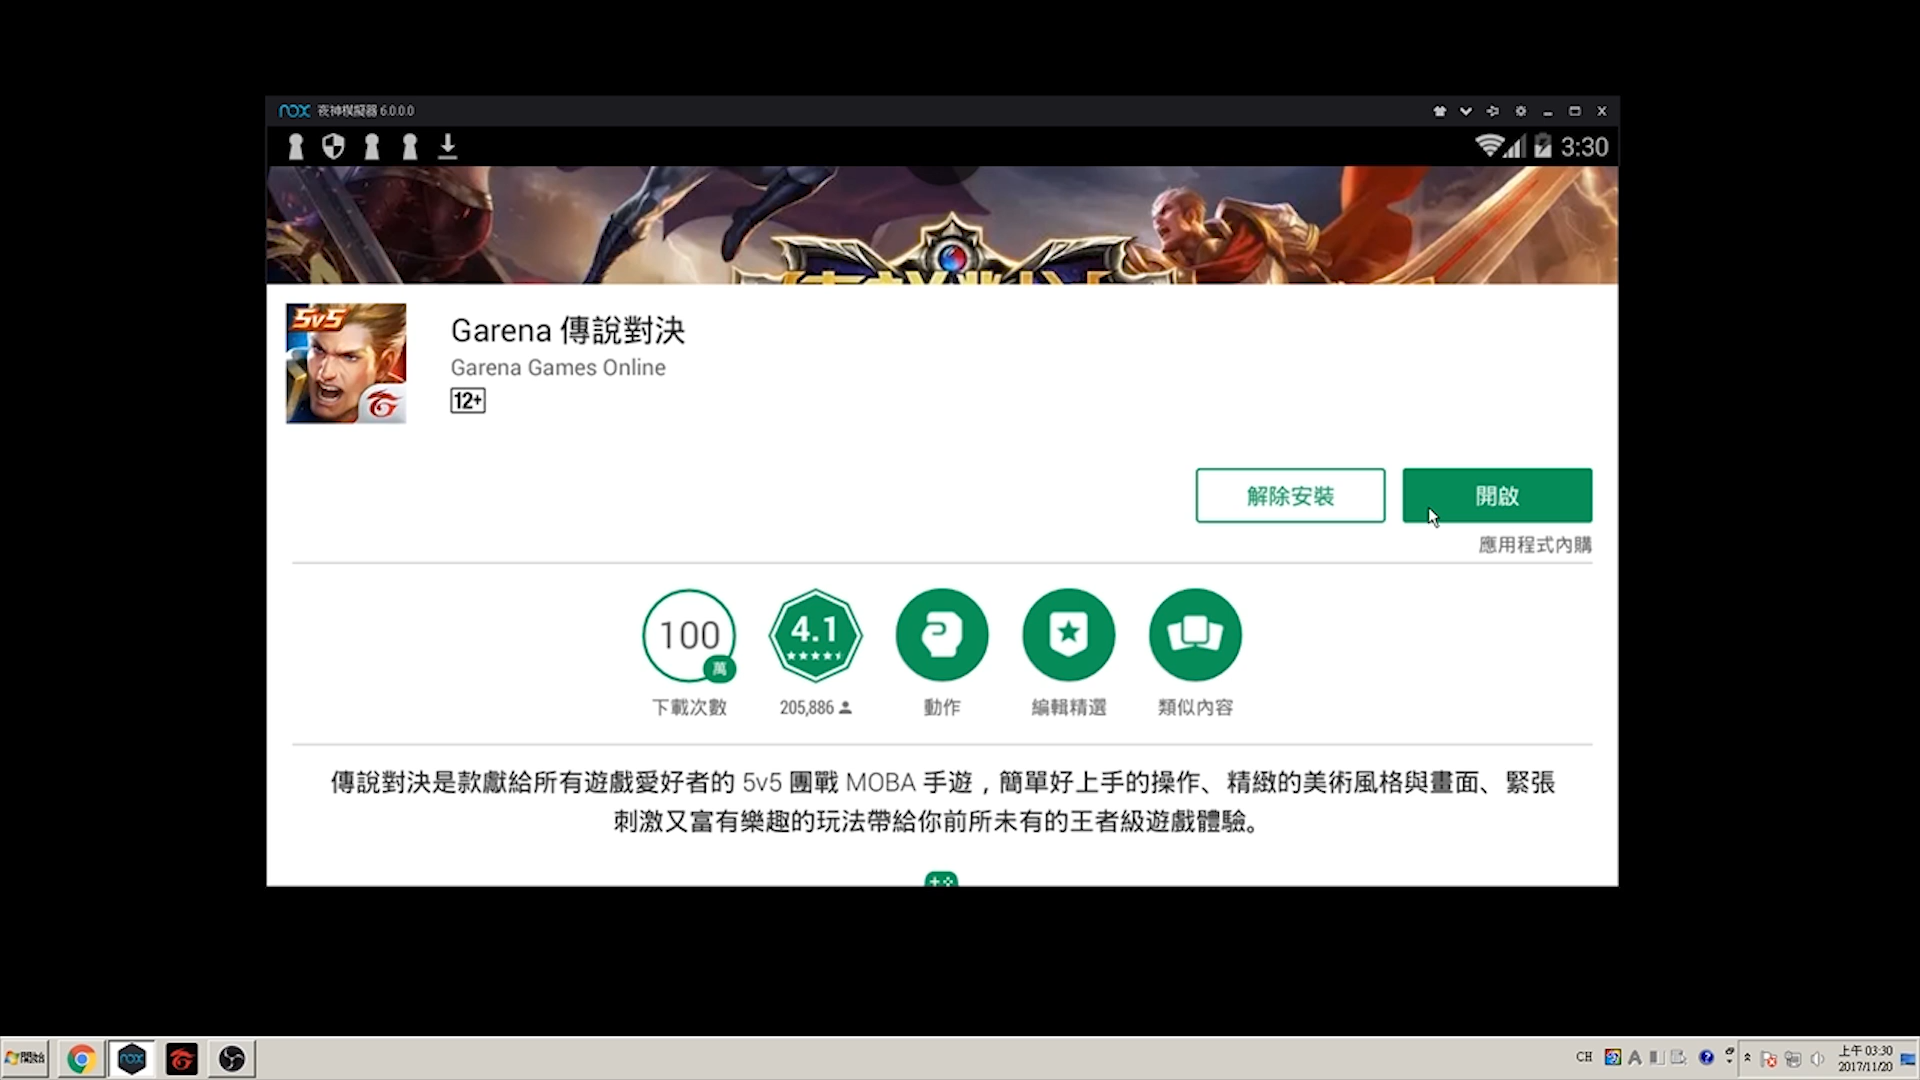 nox 夜神模擬器 6.0.0.0
3:30
5v5
Garena 傳說對決
Garena Games Online
12+
解除安裝
開啟
應用程式內購
100
萬
4.1
下載次數
205,886
動作
編輯精選
類似內容
傳說對決是款獻給所有遊戲愛好者的 5v5 團戰 MOBA 手遊，簡單好上手的操作、精緻的美術風格與畫面、緊張
刺激又富有樂趣的玩法帶給你前所未有的王者級遊戲體驗。
開始
nox
CH
上午 03:30
2017/11/20